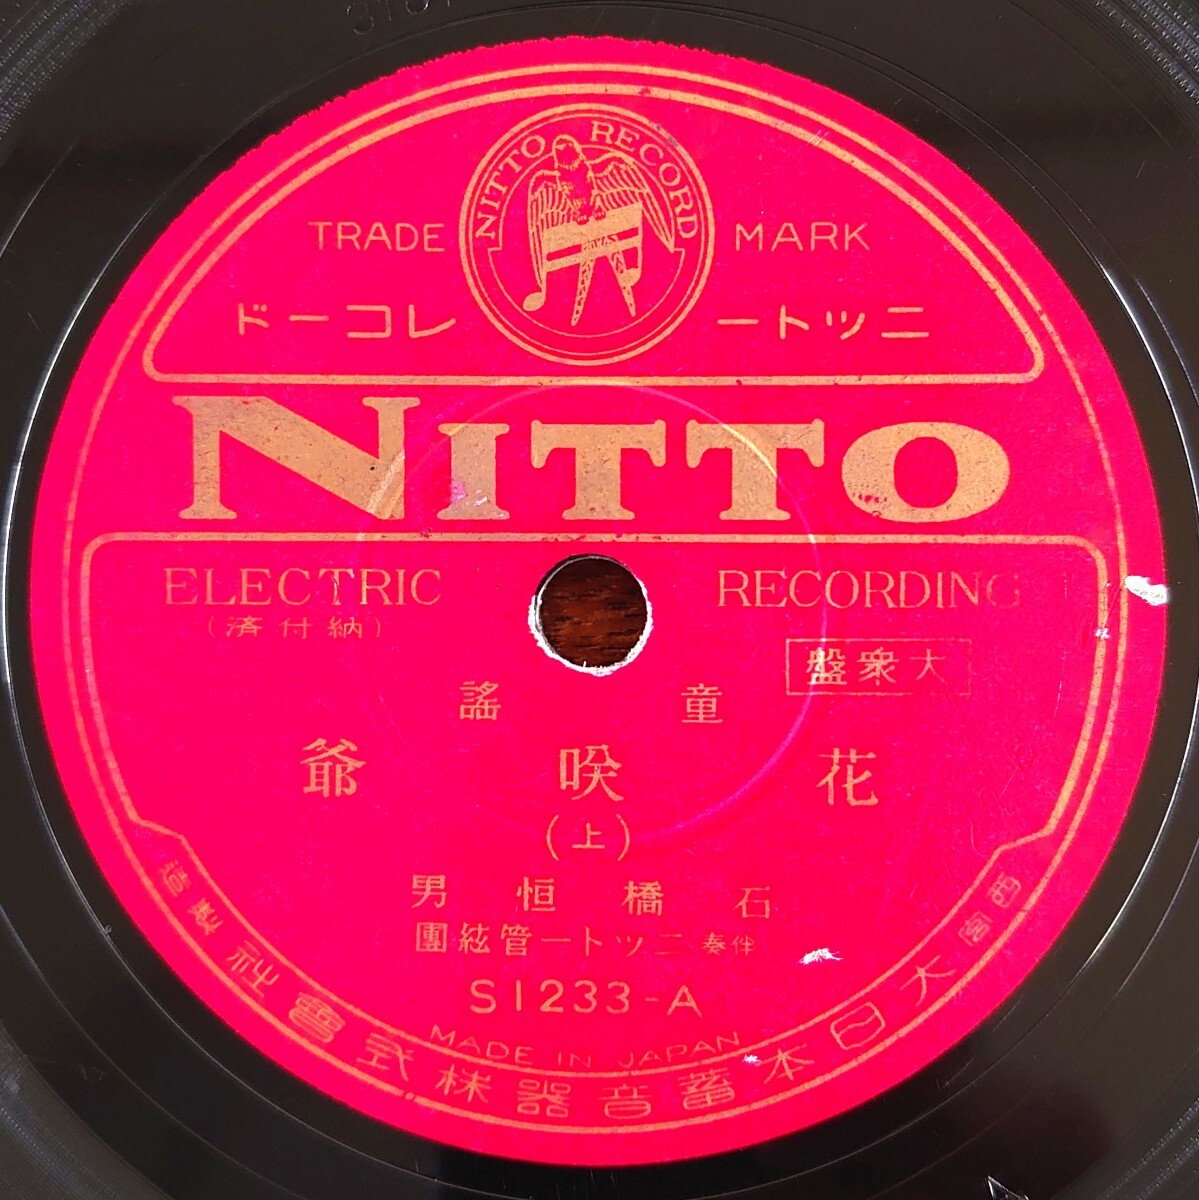 NITTO RECORD
TRADE MARK
ニットー レコード
NITTO
ELECTRIC RECORDING
(納付済)
大衆盤
童謠
花咲爺
(上)
石橋恒男
伴奏 ニットー管絃團
S1233-A
MADE IN JAPAN
西宮 大日本蓄音器株式會社製造